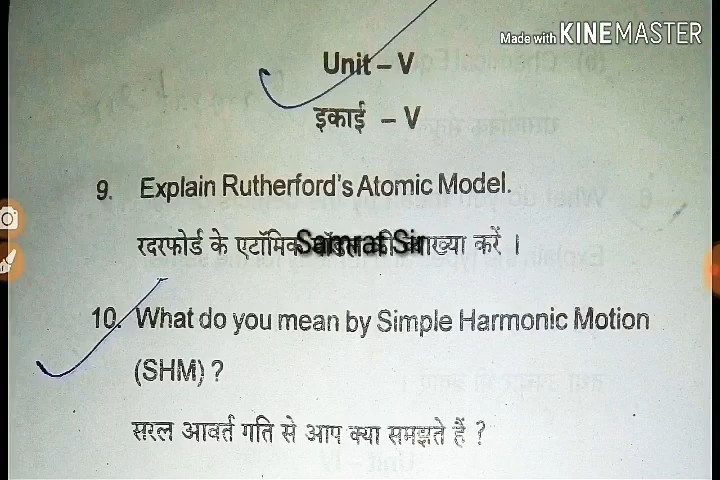 Made with KINEMASTER
Unit – V
इकाई – V
9. Explain Rutherford's Atomic Model.
रदरफोर्ड के एटॉमिक की व्याख्या करें ।
Samrat Sir
10. What do you mean by Simple Harmonic Motion
(SHM) ?
सरल आवर्त गति से आप क्या समझते हैं ?